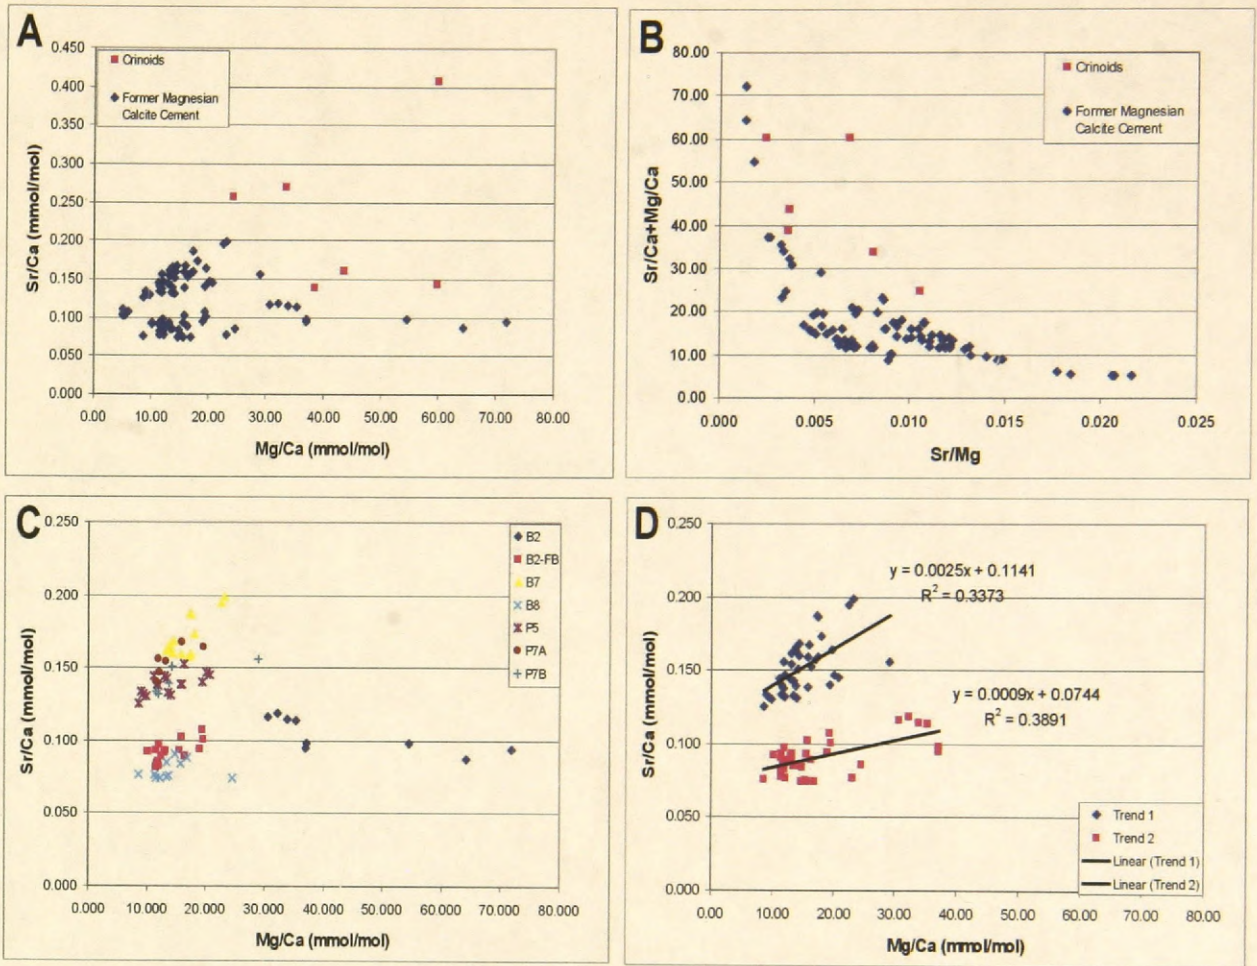 A
0.450
0.400
0.350
0.300
0.250
0.200
0.150
0.100
0.050
0.000
Sr/Ca (mmol/mol)
Crinoids
Former Magnesian
Calcite Cement
0.00 10.00 20.00 30.00 40.00 50.00 60.00 70.00 80.00
Mg/Ca (mmol/mol)
B
80.00
70.00
60.00
50.00
40.00
30.00
20.00
10.00
0.00
Sr/Ca+Mg/Ca
Crinoids
Former Magnesian
Calcite Cement
0.000 0.005 0.010 0.015 0.020 0.025
Sr/Mg
C
0.250
0.200
0.150
0.100
0.050
0.000
Sr/Ca (mmol/mol)
B2
B2-FB
B7
B8
P5
P7A
P7B
0.000 10.000 20.000 30.000 40.000 50.000 60.000 70.000 80.000
Mg/Ca (mmol/mol)
D
0.250
0.200
0.150
0.100
0.050
0.000
Sr/Ca (mmol/mol)
y = 0.0025x + 0.1141
R² = 0.3373
y = 0.0009x + 0.0744
R² = 0.3891
Trend 1
Trend 2
Linear (Trend 1)
Linear (Trend 2)
0.00 10.00 20.00 30.00 40.00 50.00 60.00 70.00 80.00
Mg/Ca (mmol/mol)